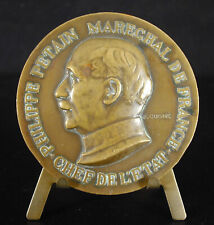 PHILIPPE PETAIN MARECHAL DE FRANCE
· CHEF DE L'ETAT ·